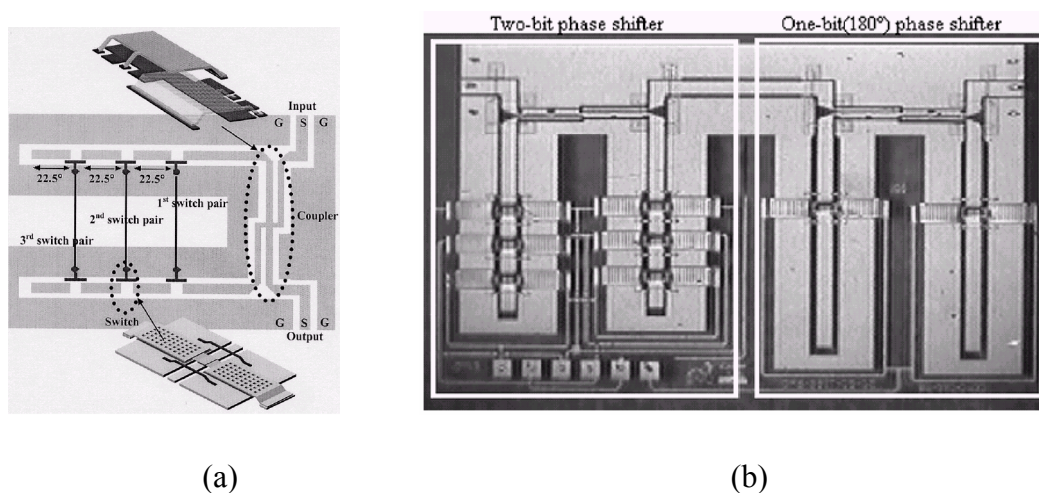 Two-bit phase shifter
One-bit(180°) phase shifter
Input
G S G
22.5° 22.5° 22.5°
1st switch pair
2nd switch pair
3rd switch pair
Coupler
Switch
G S G
Output
(a)
(b)